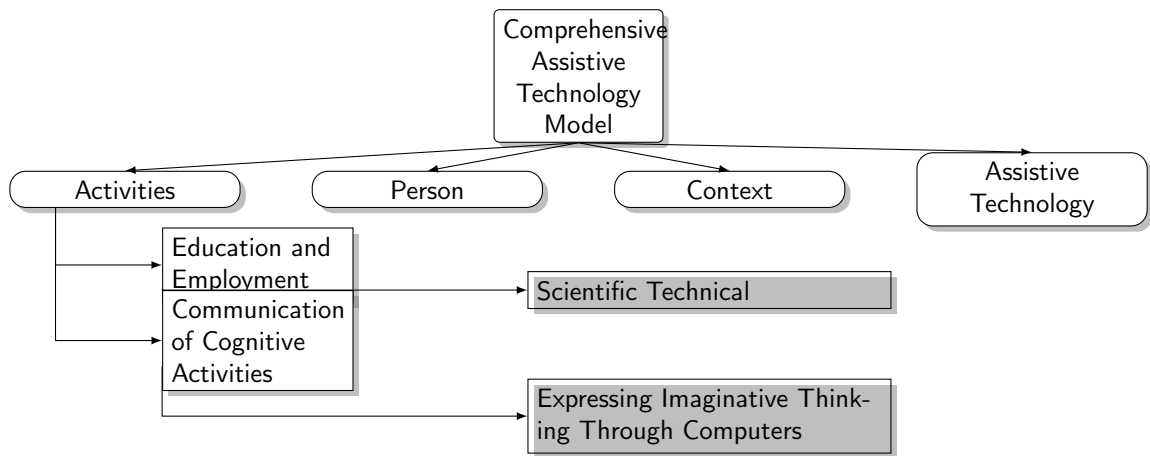 Comprehensive
Assistive
Technology
Model
Activities
Person
Context
Assistive
Technology
Education and
Employment
Scientific Technical
Communication
of Cognitive
Activities
Expressing Imaginative Think-
ing Through Computers